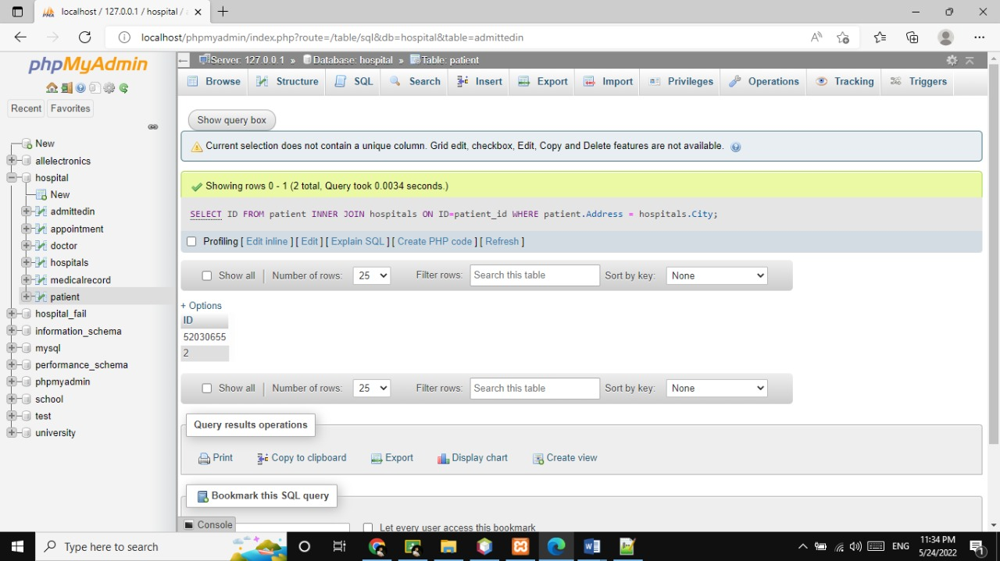 localhost / 127.0.0.1 / hospital /
localhost/phpmyadmin/index.php?route=/table/sql&db=hospital&table=admittedin
phpMyAdmin
Recent Favorites
New
allelectronics
hospital
New
admittedin
appointment
doctor
hospitals
medicalrecord
patient
hospital_fail
information_schema
mysql
performance_schema
phpmyadmin
school
test
university
Server: 127.0.0.1 » Database: hospital » Table: patient
Browse Structure SQL Search Insert Export Import Privileges Operations Tracking Triggers
Show query box
Current selection does not contain a unique column. Grid edit, checkbox, Edit, Copy and Delete features are not available.
Showing rows 0 - 1 (2 total, Query took 0.0034 seconds.)
SELECT ID FROM patient INNER JOIN hospitals ON ID=patient_id WHERE patient.Address = hospitals.City;
Profiling [ Edit inline ] [ Edit ] [ Explain SQL ] [ Create PHP code ] [ Refresh ]
Show all | Number of rows: 25 Filter rows: Search this table Sort by key: None
+ Options
ID
52030655
2
Show all | Number of rows: 25 Filter rows: Search this table Sort by key: None
Query results operations
Print Copy to clipboard Export Display chart Create view
Bookmark this SQL query
Console
Let every user access this bookmark
Type here to search
ENG
11:34 PM
5/24/2022
1